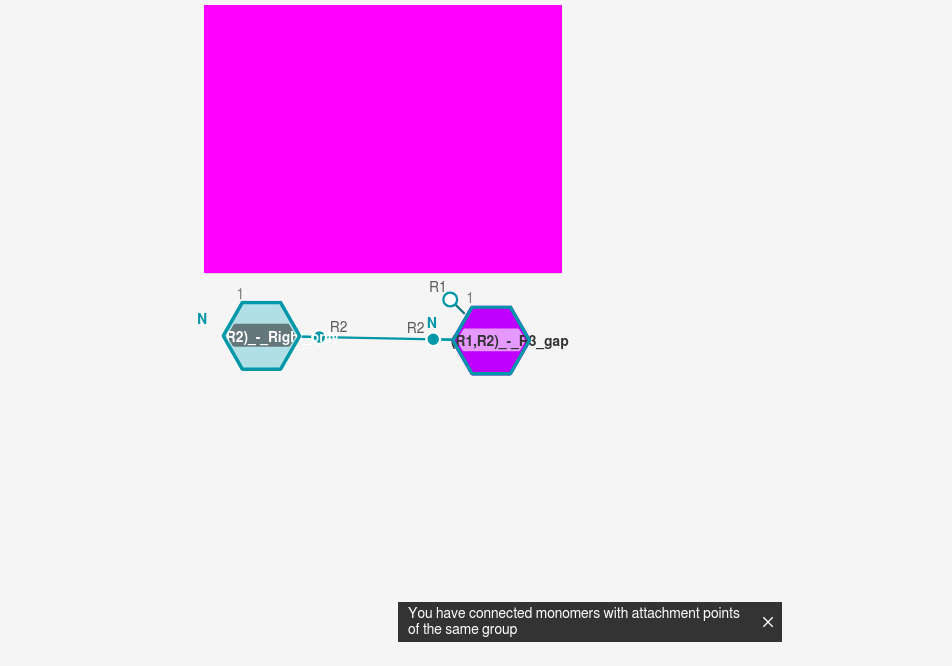 R1
1
1
N
N
R2
R2
R2)_-_Righ only
(R1,R2)_-_R3_gap
You have connected monomers with attachment points
of the same group